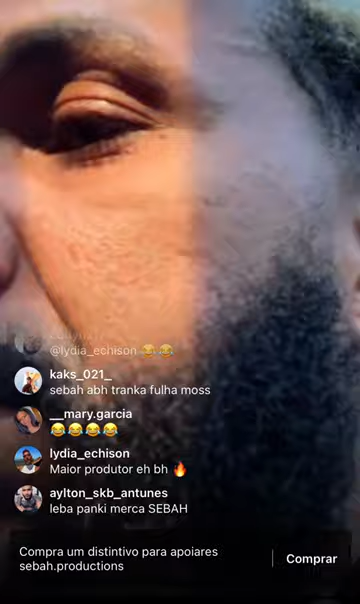 @lydia_echison 😂😂
kaks_021_
sebah abh tranka fulha moss
__mary.garcia
😂😂😂😂
lydia_echison
Maior produtor eh bh 🔥
aylton_skb_antunes
leba panki merca SEBAH
Compra um distintivo para apoiares
sebah.productions
Comprar